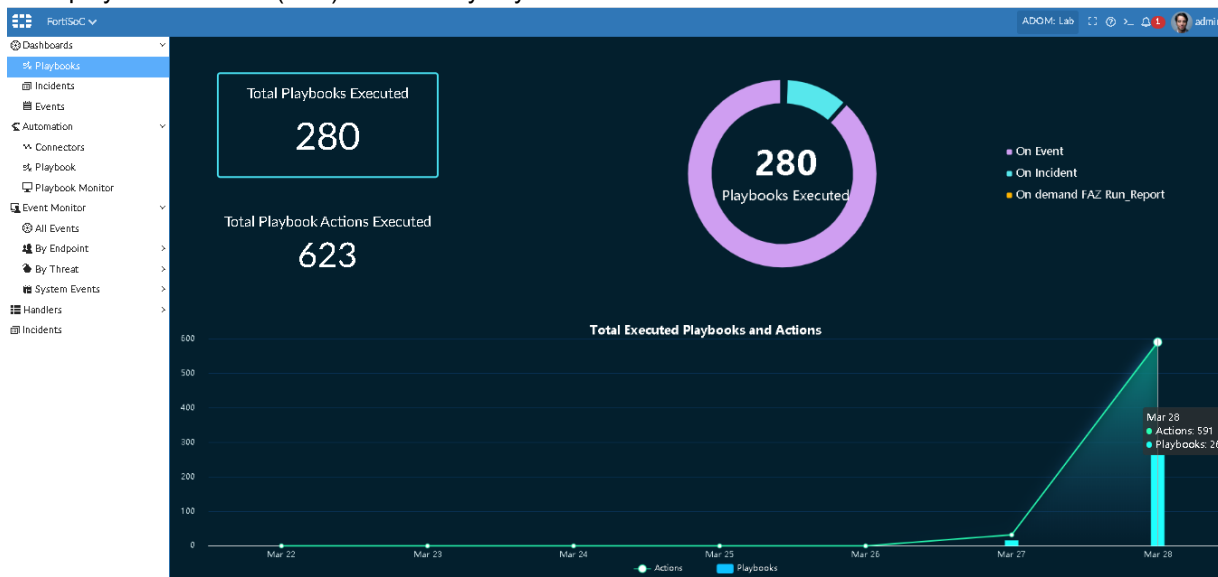 FortiSoC
ADOM: Lab
1
admin
Dashboards
Playbooks
Incidents
Events
Automation
Connectors
Playbook
Playbook Monitor
Event Monitor
All Events
By Endpoint
By Threat
System Events
Handlers
Incidents
Total Playbooks Executed
280
Total Playbook Actions Executed
623
280
Playbooks Executed
On Event
On Incident
On demand FAZ Run_Report
Total Executed Playbooks and Actions
600
500
400
300
200
100
0
Mar 22 Mar 23 Mar 24 Mar 25 Mar 26 Mar 27 Mar 28
Mar 28
Actions: 591
Playbooks: 26
Actions Playbooks